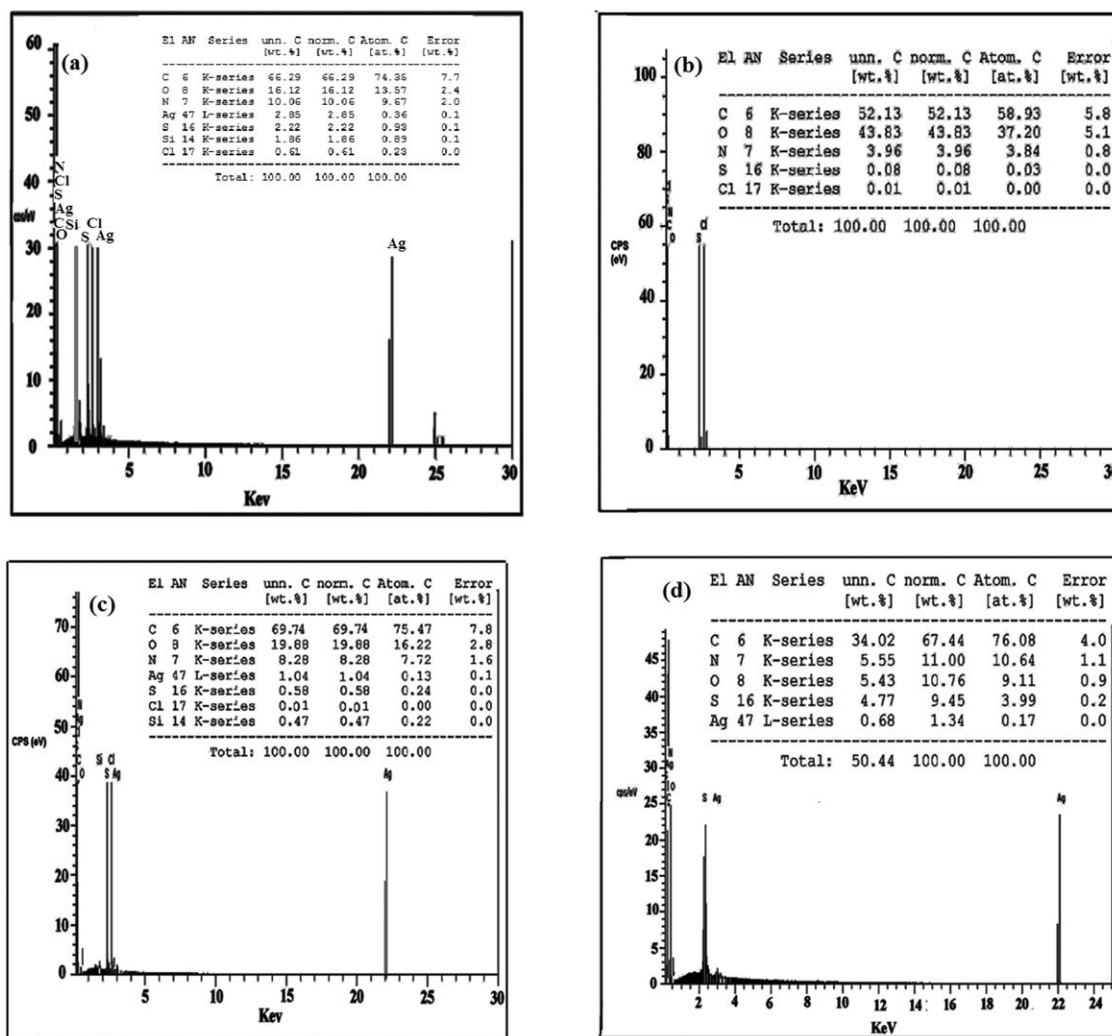 (a)
El AN Series unn. C norm. C Atom. C Error
[wt.%] [wt.%] [at.%] [wt.%]
C 6 K-series 66.29 66.29 74.35 7.7
O 8 K-series 16.12 16.12 13.57 2.4
N 7 K-series 10.06 10.06 9.67 2.0
Ag 47 L-series 2.85 2.85 0.36 0.1
S 16 K-series 2.22 2.22 0.93 0.1
Si 14 K-series 1.86 1.86 0.89 0.1
Cl 17 K-series 0.61 0.61 0.23 0.0
Total: 100.00 100.00 100.00
60
50
40
30
20
10
0
cps/eV
N
Cl
S
Ag
C Si Cl
O S Ag
Ag
5 10 15 20 25 30
Kev
(b)
El AN Series unn. C norm. C Atom. C Error
[wt.%] [wt.%] [at.%] [wt.%]
C 6 K-series 52.13 52.13 58.93 5.8
O 8 K-series 43.83 43.83 37.20 5.1
N 7 K-series 3.96 3.96 3.84 0.8
S 16 K-series 0.08 0.08 0.03 0.0
Cl 17 K-series 0.01 0.01 0.00 0.0
Total: 100.00 100.00 100.00
100
80
60
40
20
0
CPS
(eV)
N
C
O S Cl
5 10 15 20 25 30
KeV
(c)
El AN Series unn. C norm. C Atom. C Error
[wt.%] [wt.%] [at.%] [wt.%]
C 6 K-series 69.74 69.74 75.47 7.8
O 8 K-series 19.88 19.88 16.22 2.8
N 7 K-series 8.28 8.28 7.72 1.6
Ag 47 L-series 1.04 1.04 0.13 0.1
S 16 K-series 0.58 0.58 0.24 0.0
Cl 17 K-series 0.01 0.01 0.00 0.0
Si 14 K-series 0.47 0.47 0.22 0.0
Total: 100.00 100.00 100.00
70
60
50
40
30
20
10
0
CPS (eV)
N
C Si Cl
O S Ag
Ag
5 10 15 20 25 30
KeV
(d)
El AN Series unn. C norm. C Atom. C Error
[wt.%] [wt.%] [at.%] [wt.%]
C 6 K-series 34.02 67.44 76.08 4.0
N 7 K-series 5.55 11.00 10.64 1.1
O 8 K-series 5.43 10.76 9.11 0.9
S 16 K-series 4.77 9.45 3.99 0.2
Ag 47 L-series 0.68 1.34 0.17 0.0
Total: 50.44 100.00 100.00
45
40
35
30
25
20
15
10
5
0
cps/eV
N
Ag O
C S Ag
Ag
2 4 6 8 10 12 14 16 18 20 22 24
KeV